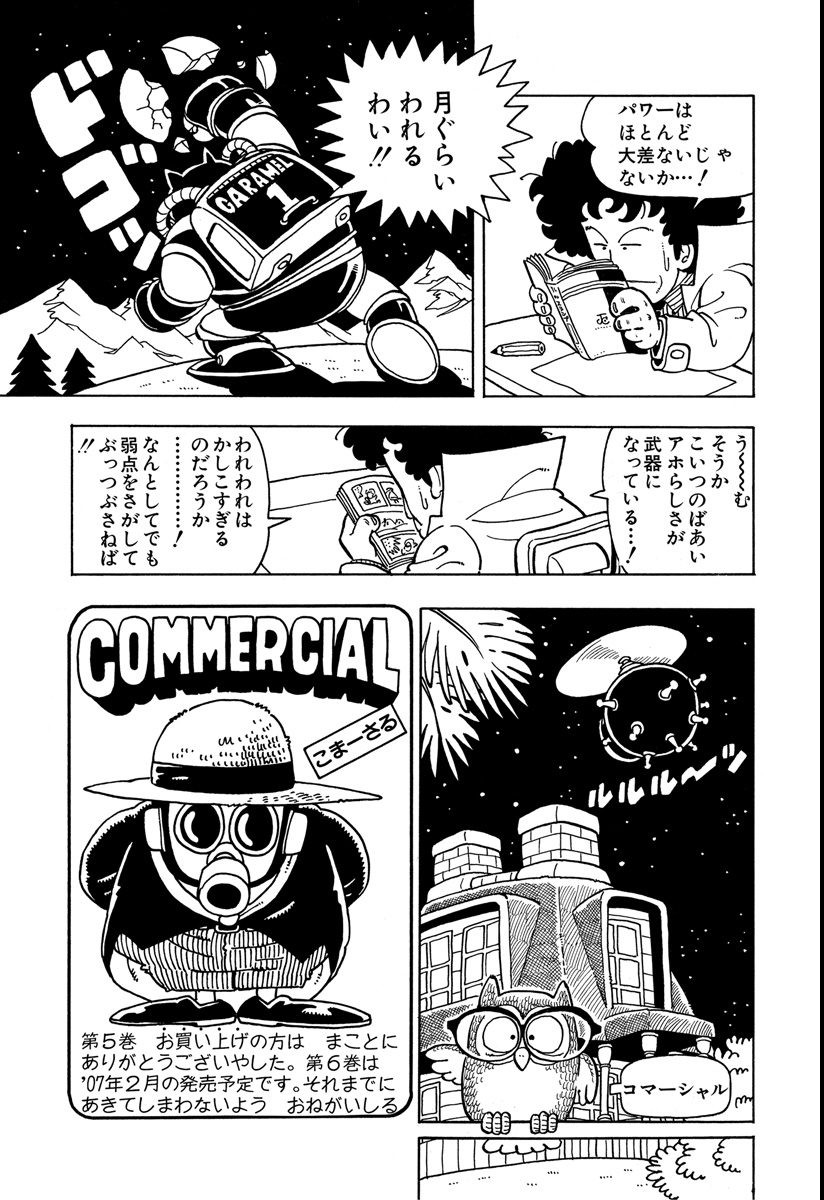 パワーは
ほとんど
大差ないじゃ
ないか…!
月ぐらい
われる
わい!!
ドゴンッ
CARAMEL
1
う〜〜む
そうか
こいつのばあい
アホらしさが
武器に
なっている…!
われわれは
かしこすぎる
のだろうか
…………!
なんとしてでも
弱点をさがして
ぶっつぶさねば
!!
ルルルル〜ッ
コマーシャル
COMMERCIAL
こまーさる
第5巻 お買い上げの方は まことに
ありがとうございやした。第6巻は
'07年2月の発売予定です。それまでに
あきてしまわないよう おねがいしる